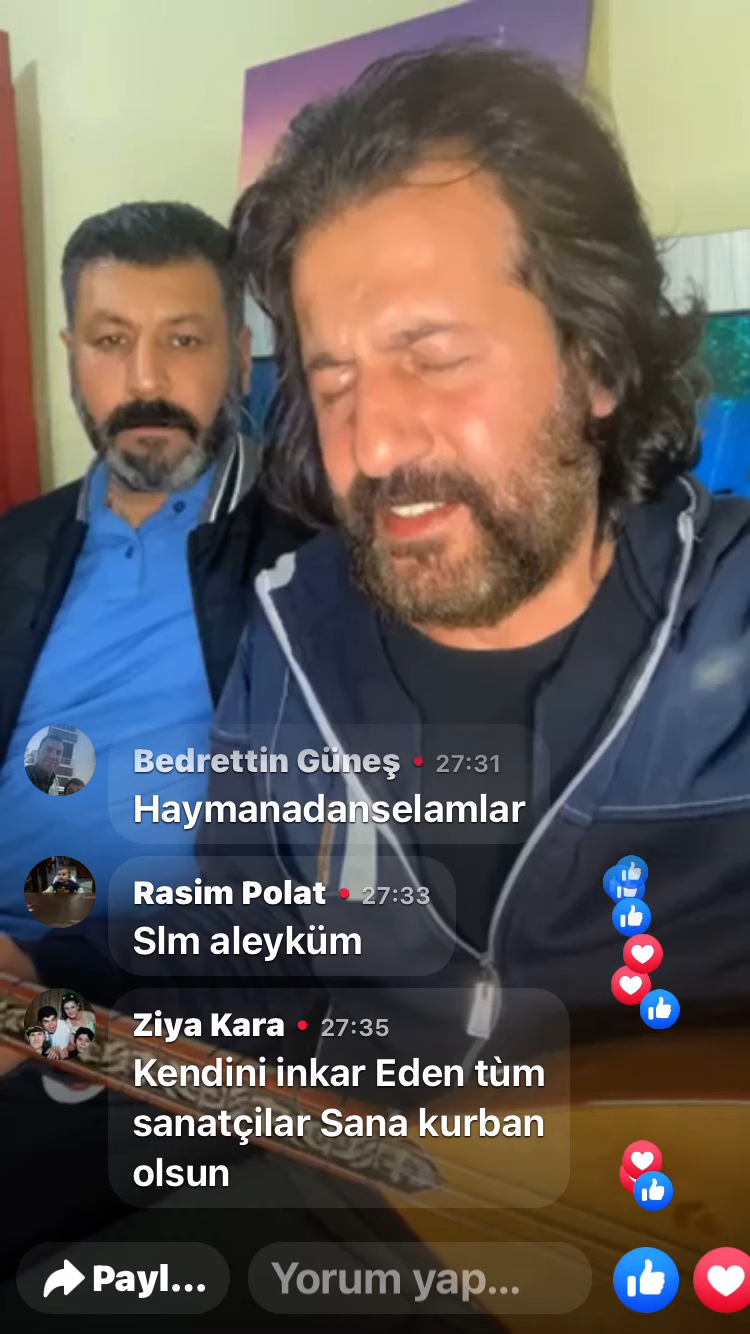 Bedrettin Güneş • 27:31
Haymanadanselamlar
Rasim Polat • 27:33
Slm aleyküm
Ziya Kara • 27:35
Kendini inkar Eden tùm
sanatçilar Sana kurban
olsun
Payl... Yorum yap...